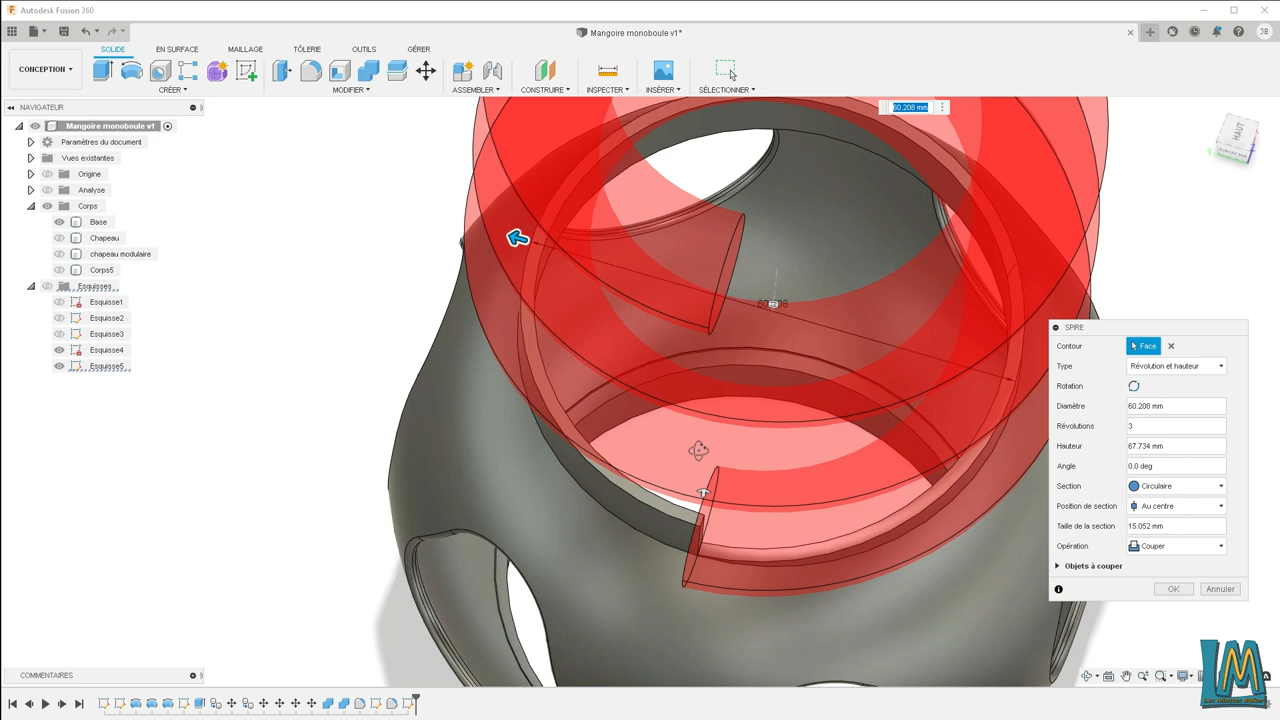 Autodesk Fusion 360
Mangoire monoboule v1*
JB
CONCEPTION
SOLIDE
EN SURFACE
MAILLAGE
TÔLERIE
OUTILS
GÉRER
CRÉER
MODIFIER
ASSEMBLER
CONSTRUIRE
INSPECTER
INSÉRER
SÉLECTIONNER
NAVIGATEUR
Mangoire monoboule v1
Paramètres du document
Vues existantes
Origine
Analyse
Corps
Base
Chapeau
chapeau modulaire
Corps5
Esquisses
Esquisse1
Esquisse2
Esquisse3
Esquisse4
Esquisse5
60.208 mm
HAUT
SPIRE
Contour Face
Type Révolution et hauteur
Rotation
Diamètre 60.208 mm
Révolutions 3
Hauteur 67.734 mm
Angle 0.0 deg
Section Circulaire
Position de section Au centre
Taille de la section 15.052 mm
Opération Couper
Objets à couper
OK Annuler
COMMENTAIRES
LM